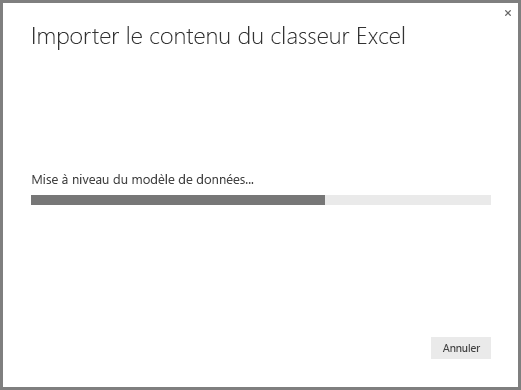 Importer le contenu du classeur Excel
Mise à niveau du modèle de données...
Annuler